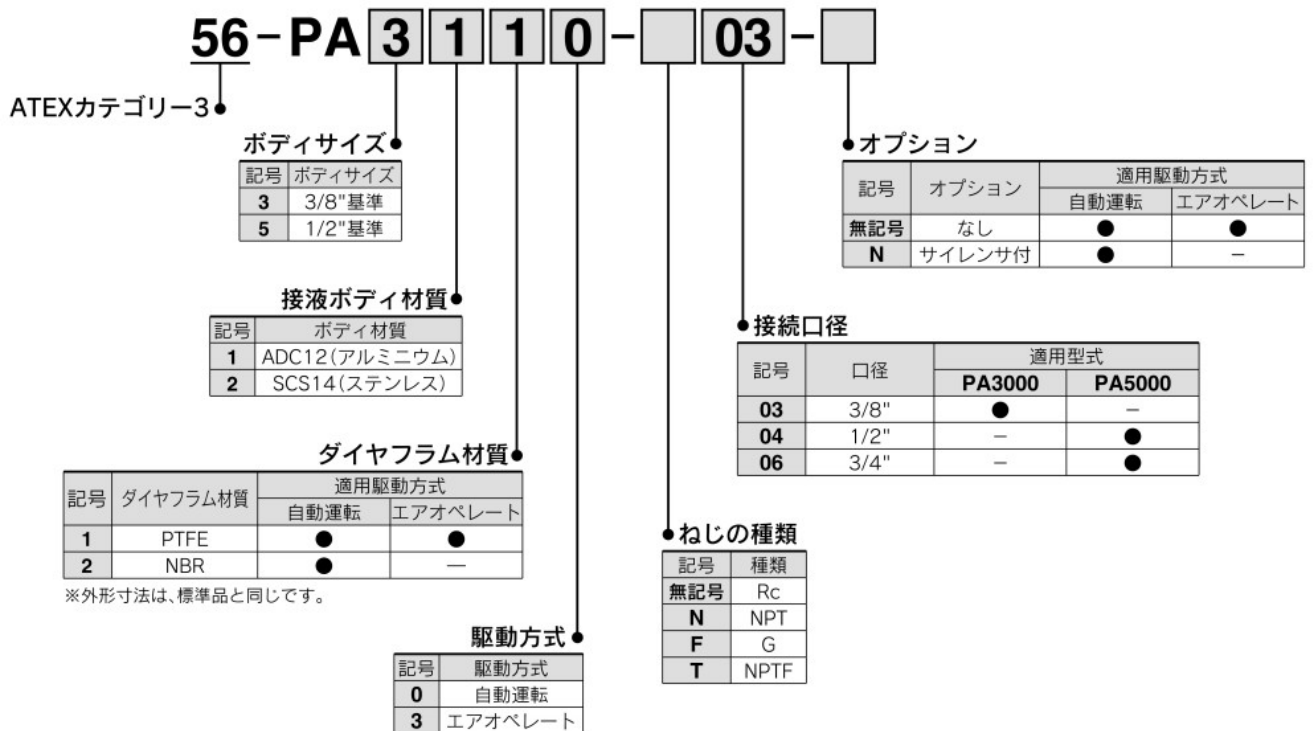 56-PA3110-□03-□
ATEXカテゴリー3
ボディサイズ
記号 ボディサイズ
3 3/8"基準
5 1/2"基準
接液ボディ材質
記号 ボディ材質
1 ADC12(アルミニウム)
2 SCS14(ステンレス)
ダイヤフラム材質
記号 ダイヤフラム材質 適用駆動方式
自動運転 エアオペレート
1 PTFE ● ●
2 NBR ● －
※外形寸法は、標準品と同じです。
駆動方式
記号 駆動方式
0 自動運転
3 エアオペレート
ねじの種類
記号 種類
無記号 Rc
N NPT
F G
T NPTF
接続口径
記号 口径 適用型式
PA3000 PA5000
03 3/8" ● －
04 1/2" － ●
06 3/4" － ●
オプション
記号 オプション 適用駆動方式
自動運転 エアオペレート
無記号 なし ● ●
N サイレンサ付 ● －